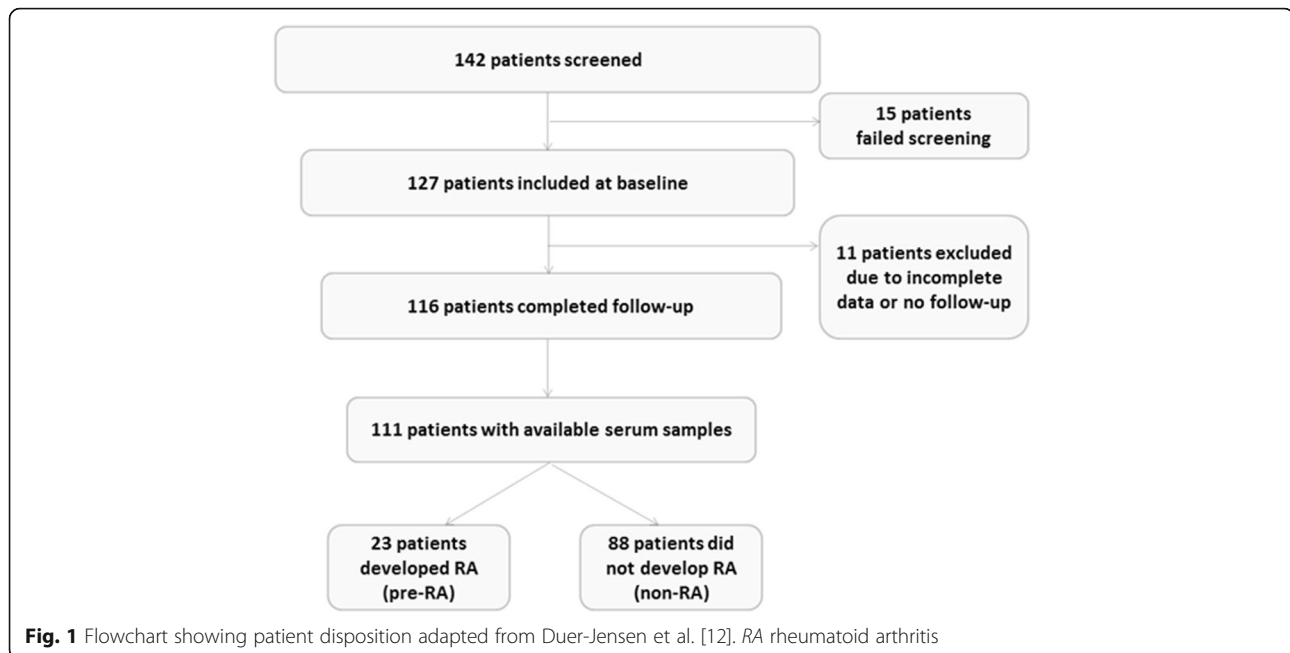 142 patients screened
15 patients
failed screening
127 patients included at baseline
11 patients excluded
due to incomplete
data or no follow-up
116 patients completed follow-up
111 patients with available serum samples
23 patients
developed RA
(pre-RA)
88 patients did
not develop RA
(non-RA)
Fig. 1 Flowchart showing patient disposition adapted from Duer-Jensen et al. [12]. RA rheumatoid arthritis